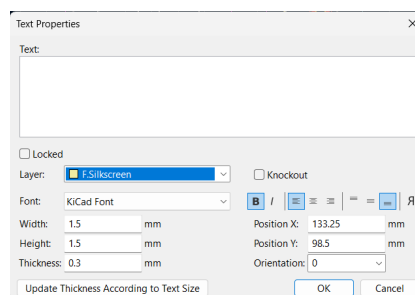 Text Properties
Text:
Locked
Layer: F.Silkscreen Knockout
Font: KiCad Font B I Я
Width: 1.5 mm Position X: 133.25 mm
Height: 1.5 mm Position Y: 98.5 mm
Thickness: 0.3 mm Orientation: 0
Update Thickness According to Text Size OK Cancel